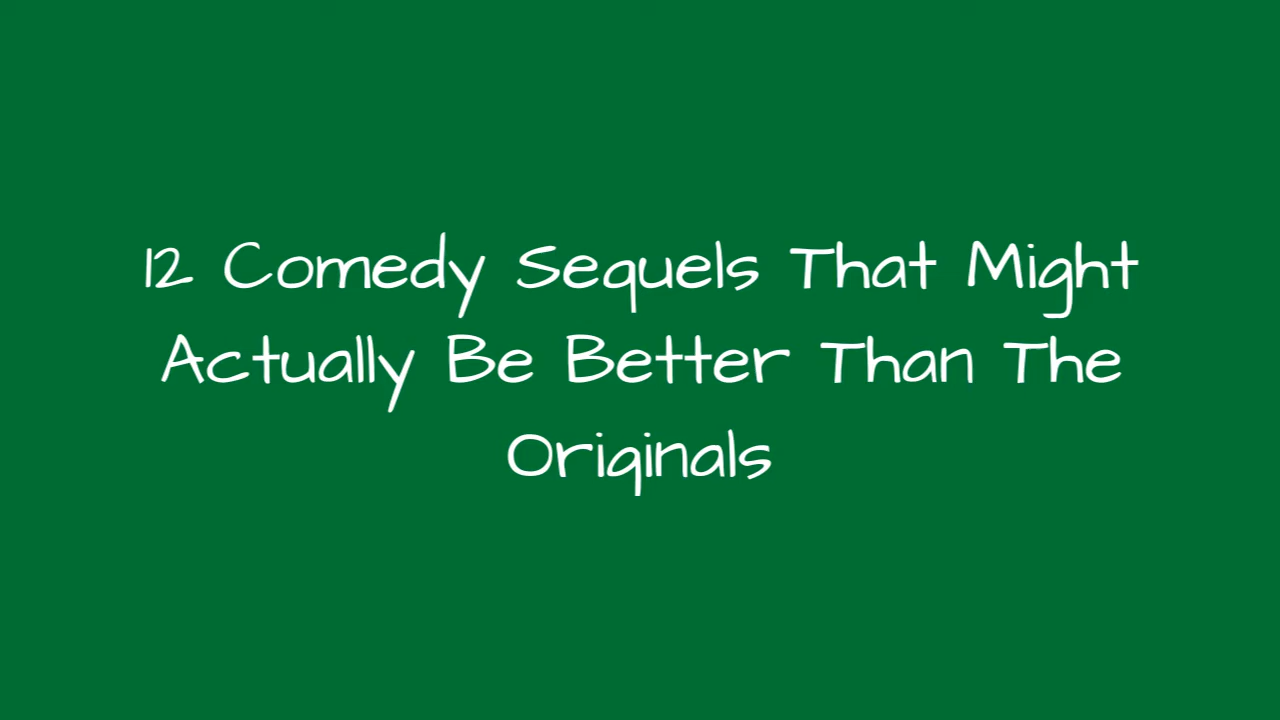 12 Comedy Sequels That Might
Actually Be Better Than The
Originals